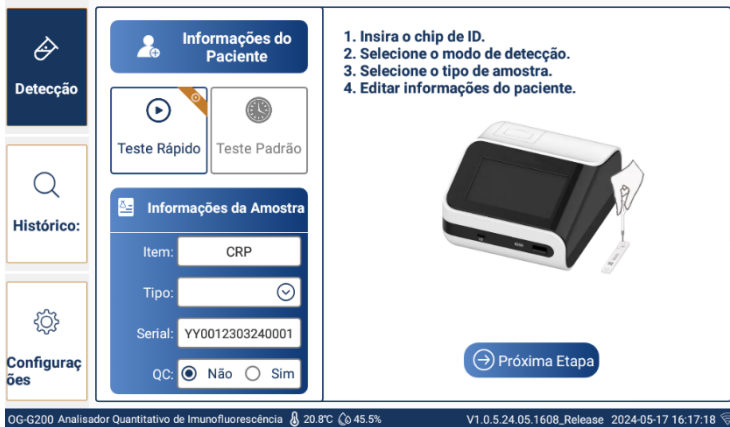 Detecção
Histórico:
Configuraç
ões
Informações do
Paciente
Teste Rápido
Teste Padrão
Informações da Amostra
Item: CRP
Tipo:
Serial: YY0012303240001
QC: Não Sim
1. Insira o chip de ID.
2. Selecione o modo de detecção.
3. Selecione o tipo de amostra.
4. Editar informações do paciente.
Próxima Etapa
OG-G200 Analisador Quantitativo de Imunofluorescência 20.8℃ 45.5% V1.0.5.24.05.1608_Release 2024-05-17 16:17:18